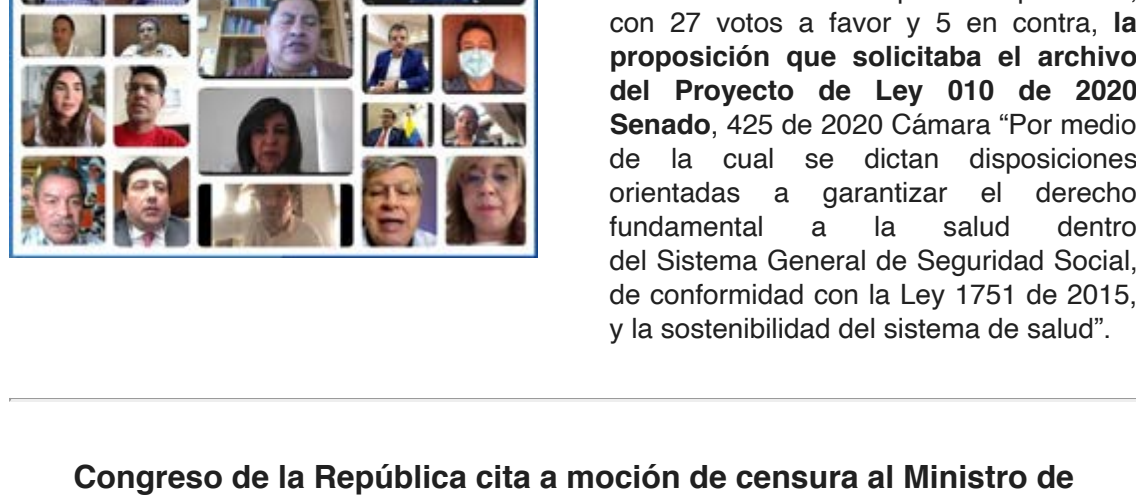 con 27 votos a favor y 5 en contra, la
proposición que solicitaba el archivo
del Proyecto de Ley 010 de 2020
Senado, 425 de 2020 Cámara “Por medio
de la cual se dictan disposiciones
orientadas a garantizar el derecho
fundamental a la salud dentro
del Sistema General de Seguridad Social,
de conformidad con la Ley 1751 de 2015,
y la sostenibilidad del sistema de salud”.
Congreso de la República cita a moción de censura al Ministro de